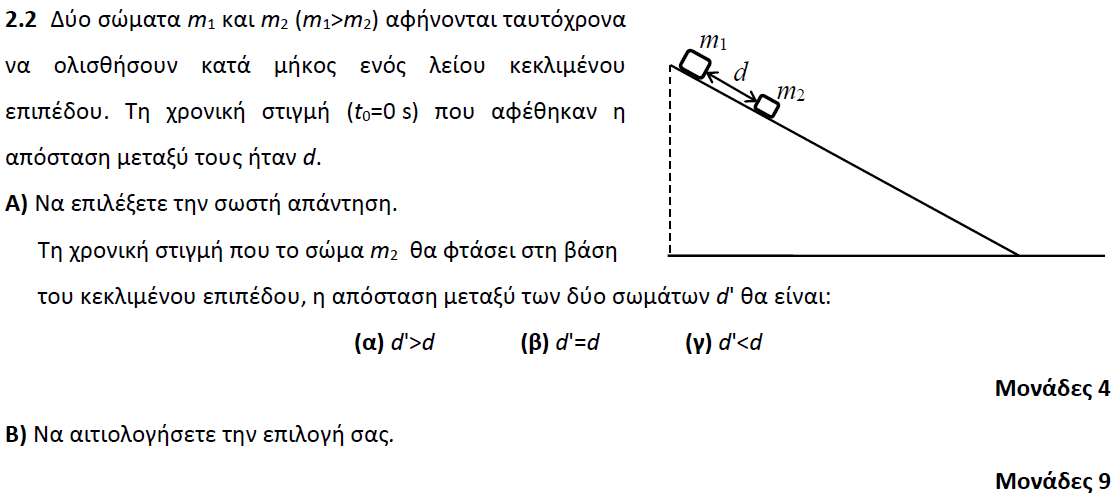 2.2 Δύο σώματα m1 και m2 (m1>m2) αφήνονται ταυτόχρονα
να ολισθήσουν κατά μήκος ενός λείου κεκλιμένου
επιπέδου. Τη χρονική στιγμή (t0=0 s) που αφέθηκαν η
απόσταση μεταξύ τους ήταν d.
m1
d
m2
Α) Να επιλέξετε την σωστή απάντηση.
Τη χρονική στιγμή που το σώμα m2 θα φτάσει στη βάση
του κεκλιμένου επιπέδου, η απόσταση μεταξύ των δύο σωμάτων d' θα είναι:
(α) d'>d (β) d'=d (γ) d'<d
Μονάδες 4
Β) Να αιτιολογήσετε την επιλογή σας.
Μονάδες 9